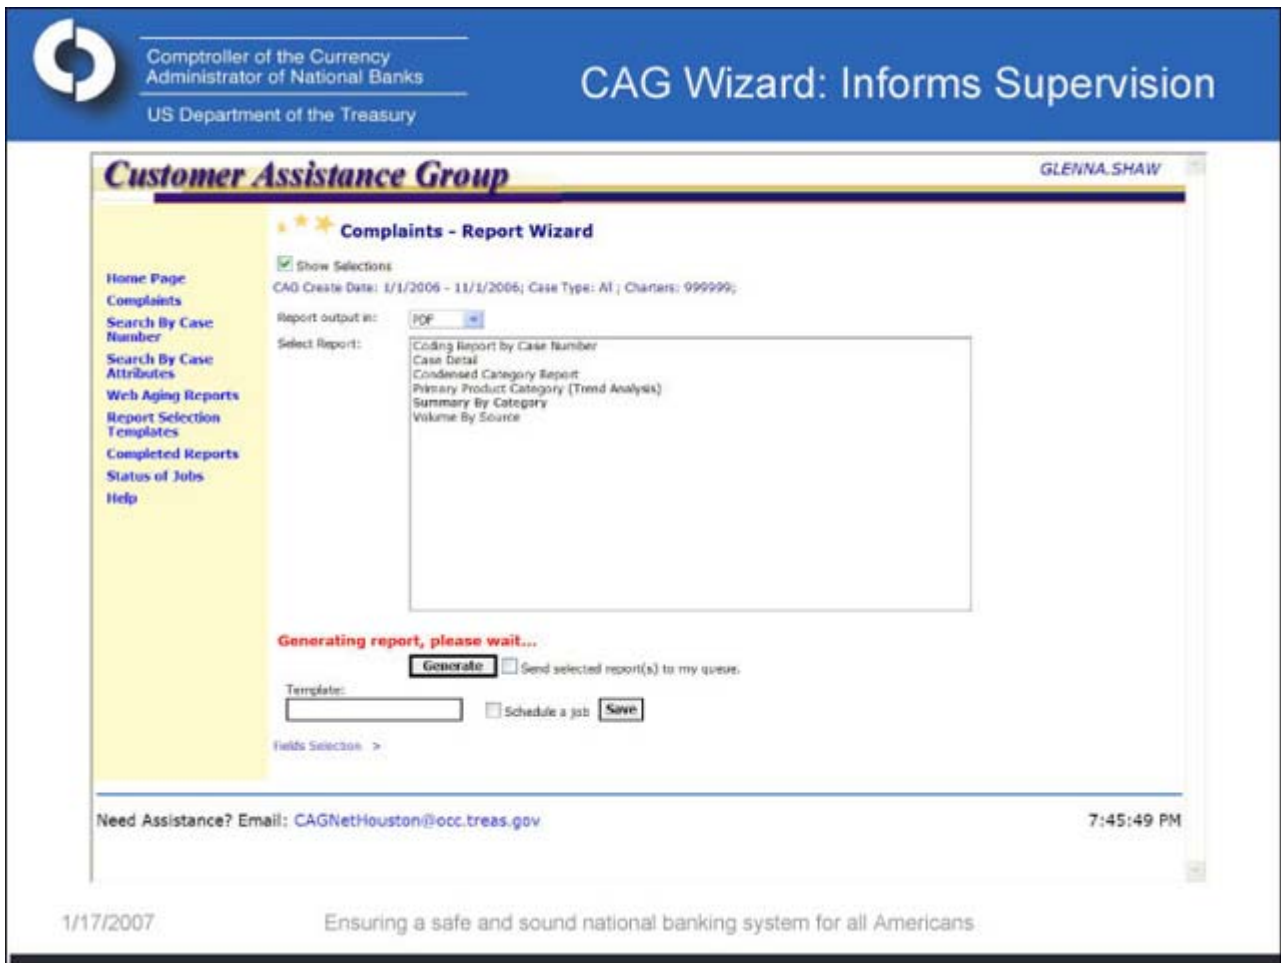 Comptroller of the Currency
Administrator of National Banks
US Department of the Treasury
CAG Wizard: Informs Supervision
Customer Assistance Group
GLENNA.SHAW
Complaints - Report Wizard
Show Selections
CAG Create Date: 1/1/2006 - 11/1/2006; Case Type: All ; Charters: 999999;
Home Page
Complaints
Search By Case
Number
Search By Case
Attributes
Web Aging Reports
Report Selection
Templates
Completed Reports
Status of Jobs
Help
Report output in:
PDF
Select Report:
Coding Report by Case Number
Case Detail
Condensed Category Report
Primary Product Category (Trend Analysis)
Summary By Category
Volume By Source
Generating report, please wait...
Generate
Send selected report(s) to my queue.
Template:
Schedule a job
Save
Fields Selection >
Need Assistance? Email: CAGNetHouston@occ.treas.gov
7:45:49 PM
1/17/2007
Ensuring a safe and sound national banking system for all Americans